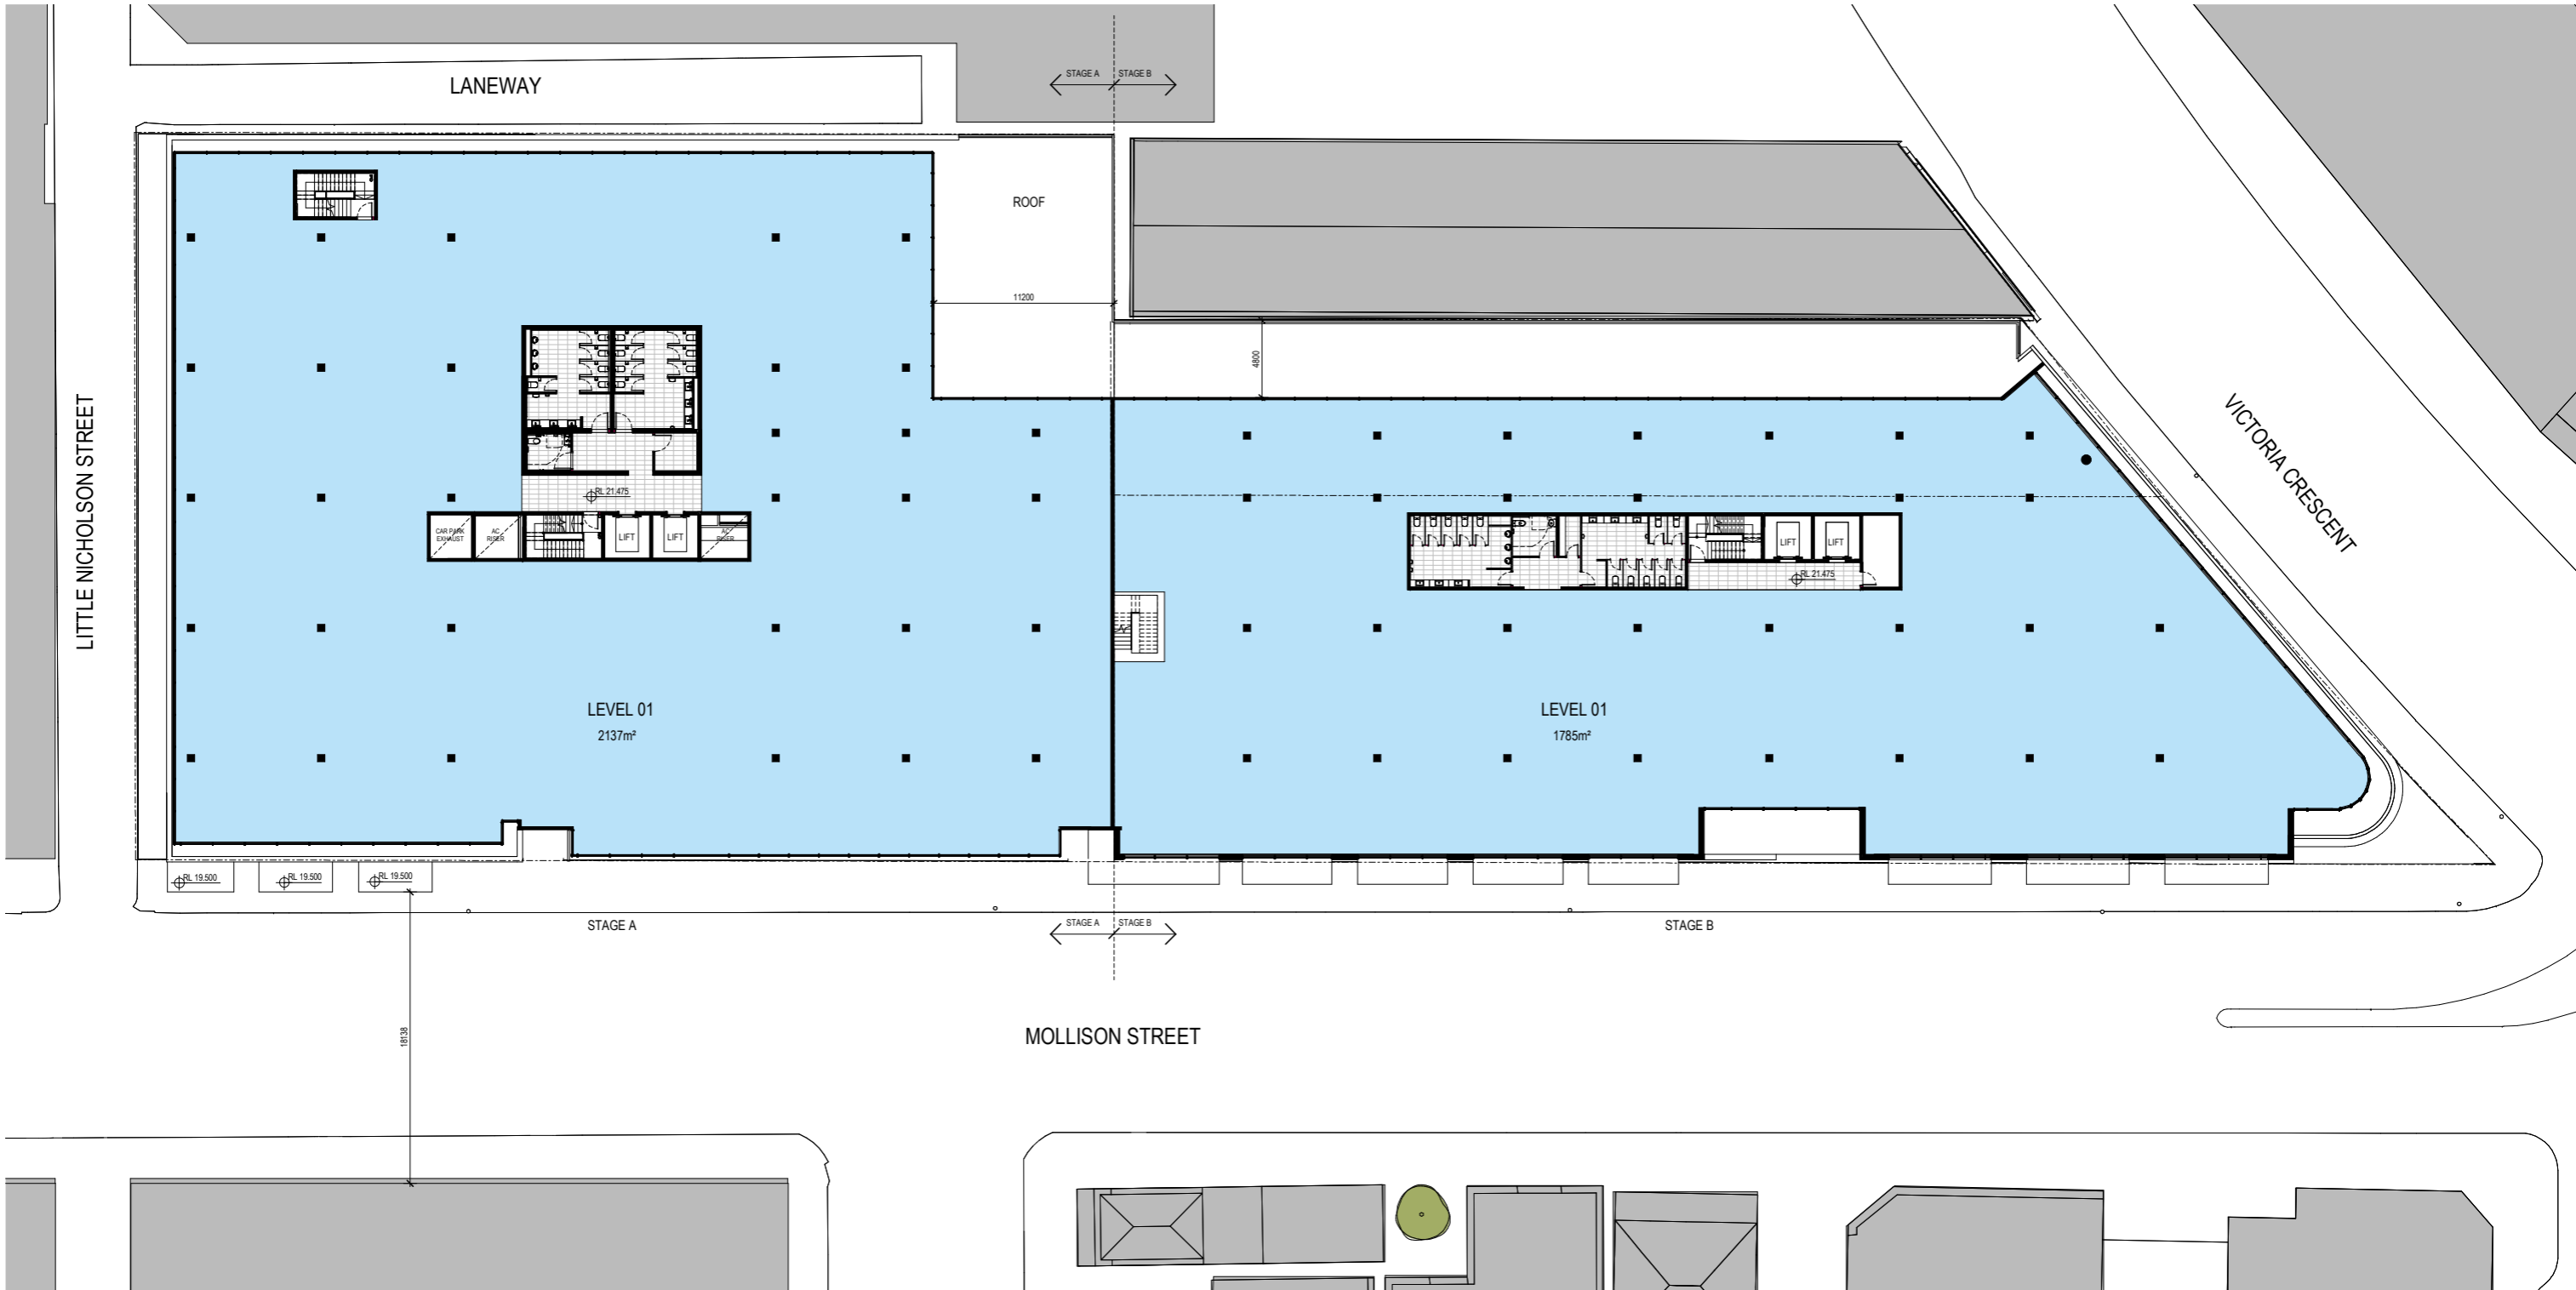 STAGE A STAGE B
LANEWAY
ROOF
11200
4800
LITTLE NICHOLSON STREET
VICTORIA CRESCENT
RL 21.475
CAR PARK
EXHAUST
AC
RISER
LIFT
LIFT
AC
RISER
LIFT
LIFT
RL 21.475
LEVEL 01
2137m²
LEVEL 01
1785m²
RL 19.500
RL 19.500
RL 19.500
STAGE A
STAGE A STAGE B
STAGE B
18138
MOLLISON STREET